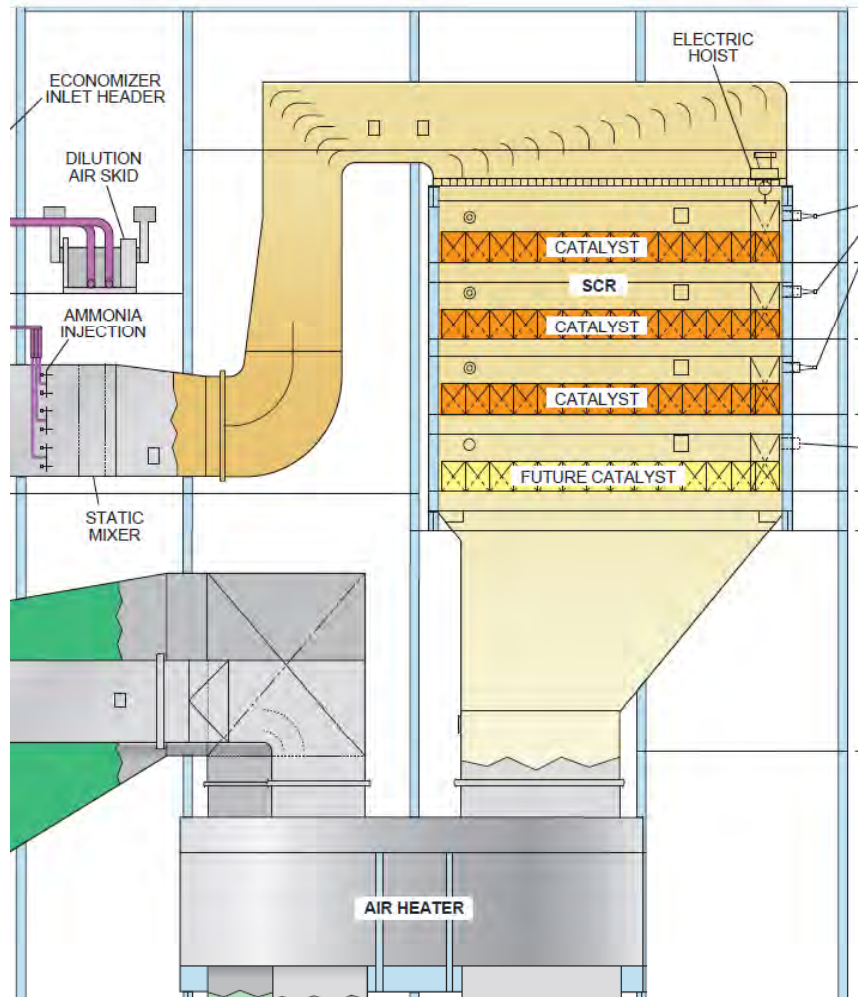 ELECTRIC
HOIST
ECONOMIZER
INLET HEADER
DILUTION
AIR SKID
CATALYST
SCR
AMMONIA
INJECTION
CATALYST
CATALYST
FUTURE CATALYST
STATIC
MIXER
AIR HEATER